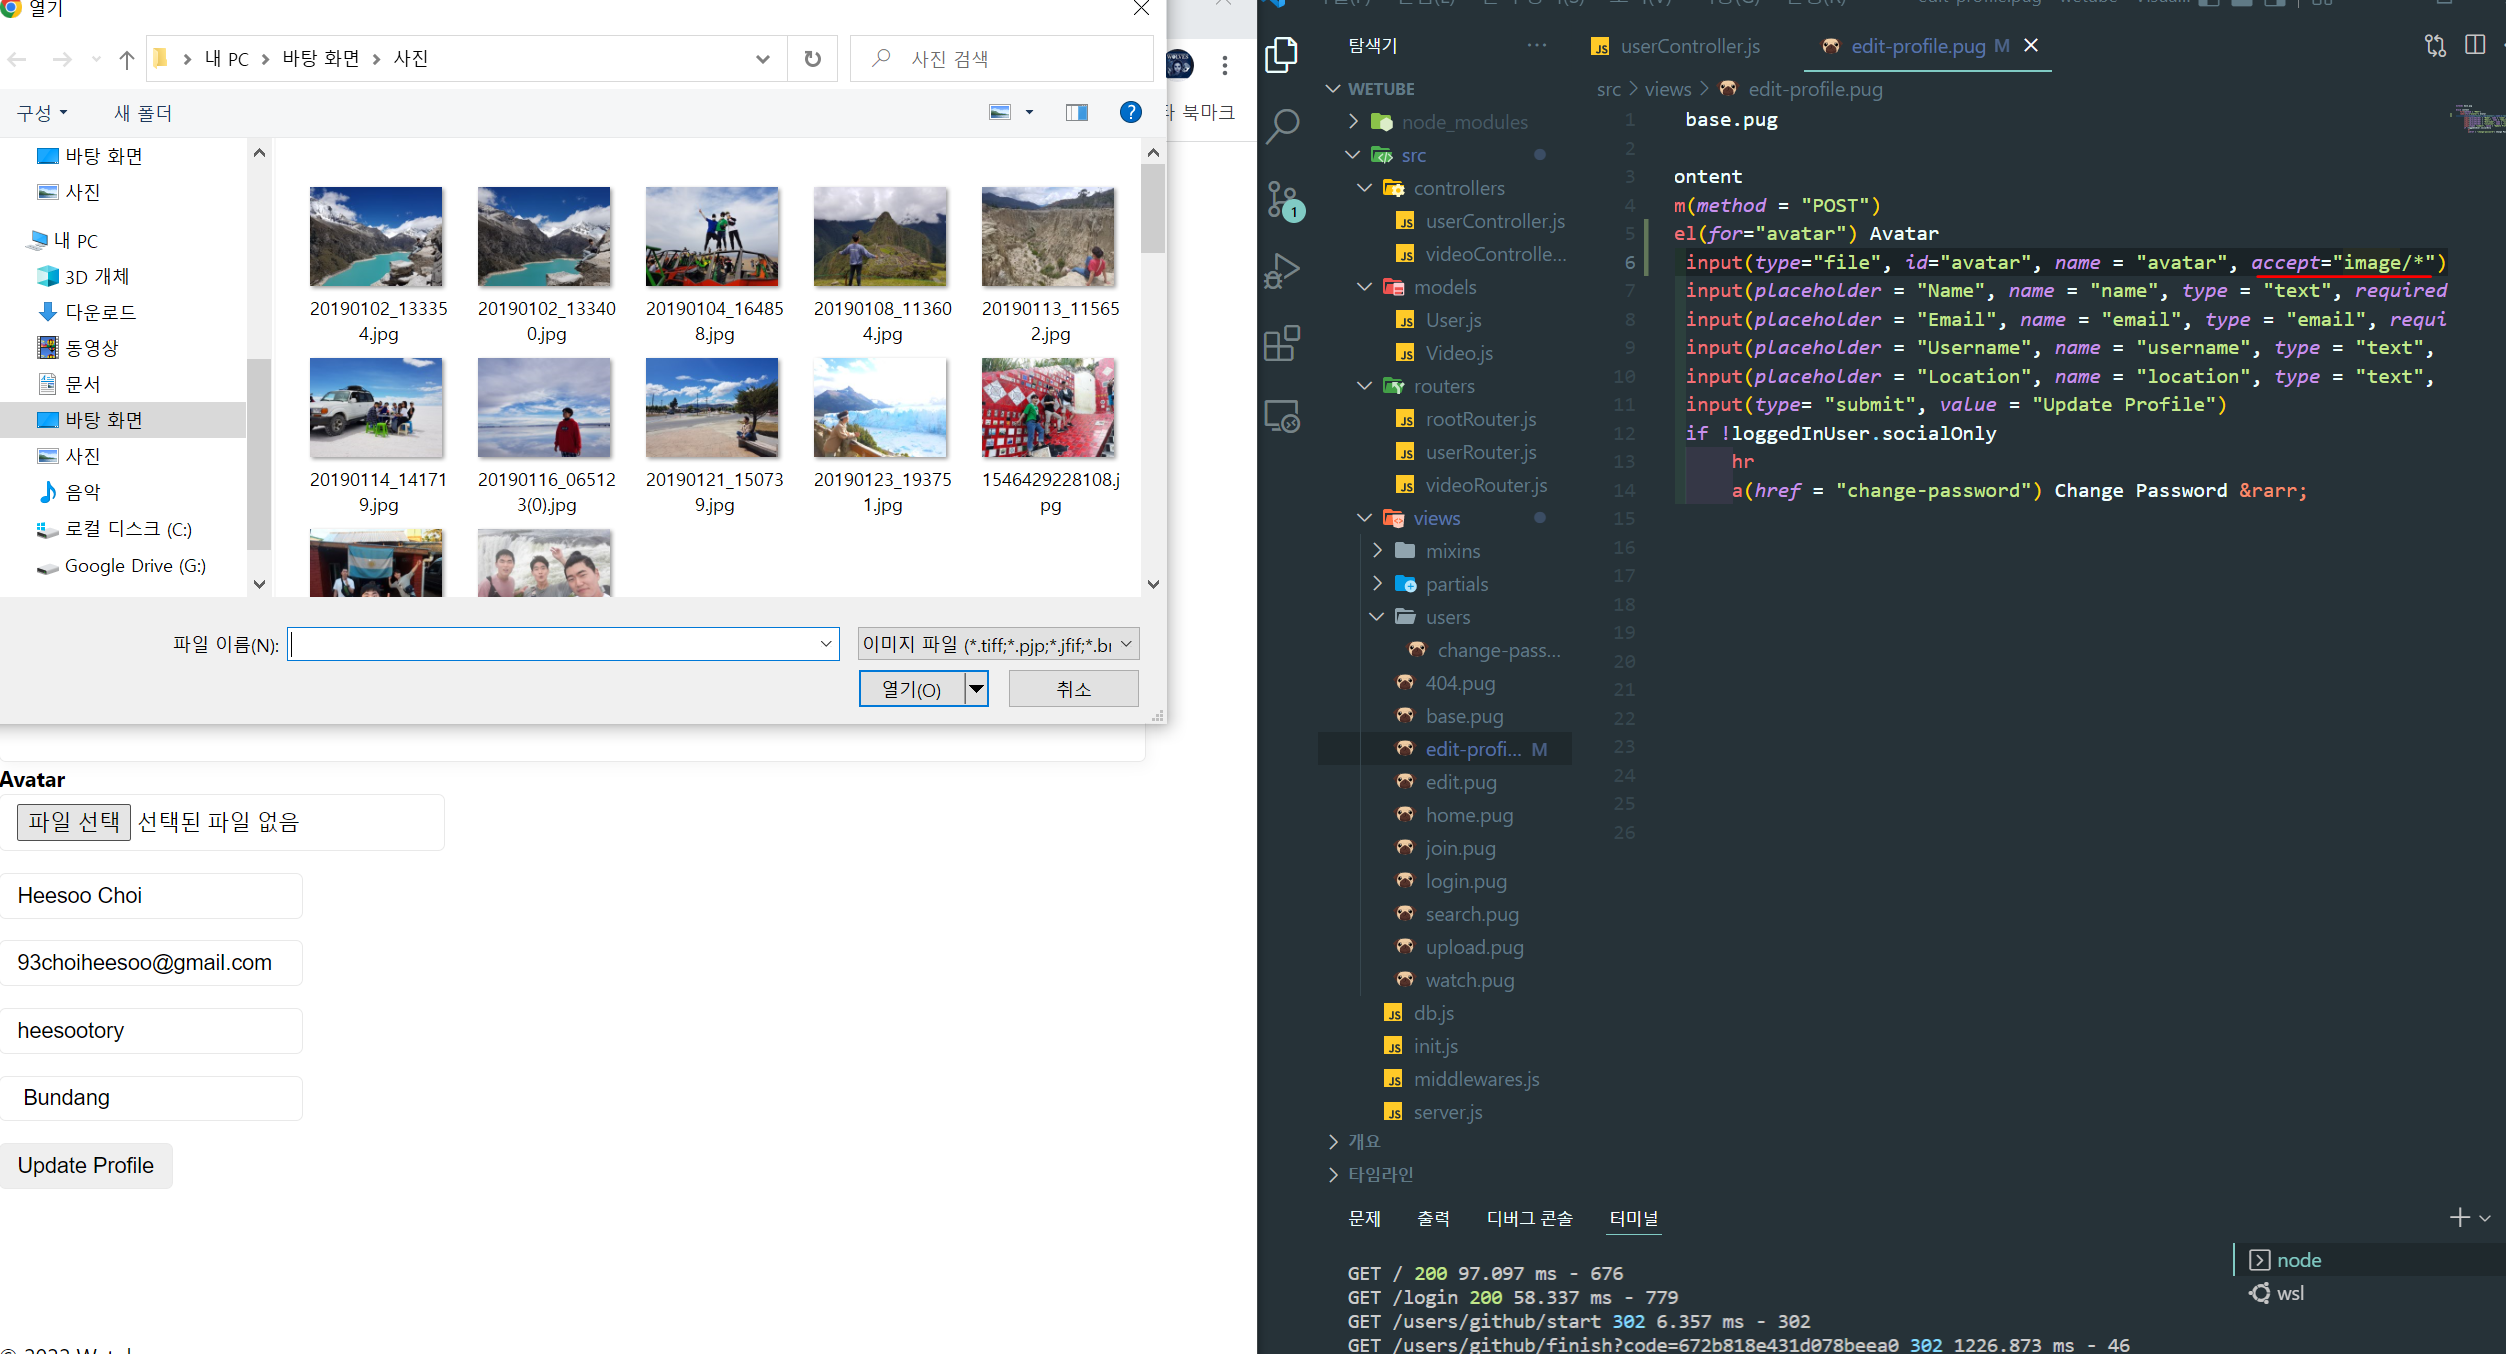 열기
내 PC > 바탕 화면 > 사진
사진 검색
구성
새 폴더
북마크
바탕 화면
사진
내 PC
3D 개체
다운로드
동영상
문서
바탕 화면
사진
음악
로컬 디스크 (C:)
Google Drive (G:)
20190102_133354.jpg
20190102_133400.jpg
20190104_164858.jpg
20190108_113604.jpg
20190113_115652.jpg
20190114_141719.jpg
20190116_065123(0).jpg
20190121_150739.jpg
20190123_193751.jpg
1546429228108.jpg
파일 이름(N):
이미지 파일 (*.tiff;*.pjp;*.jfif;*.
열기(O)
취소
Avatar
파일 선택 선택된 파일 없음
Heesoo Choi
93choiheesoo@gmail.com
heesootory
Bundang
Update Profile
탐색기
WETUBE
node_modules
src
controllers
userController.js
videoControlle...
models
User.js
Video.js
routers
rootRouter.js
userRouter.js
videoRouter.js
views
mixins
partials
users
change-pass...
404.pug
base.pug
edit-profi... M
edit.pug
home.pug
join.pug
login.pug
search.pug
upload.pug
watch.pug
db.js
init.js
middlewares.js
server.js
개요
타임라인
1
userController.js
edit-profile.pug M
src > views > edit-profile.pug
1 base.pug
2
3 ontent
4 m(method = "POST")
5 el(for="avatar") Avatar
6 input(type="file", id="avatar", name = "avatar", accept="image/*")
7 input(placeholder = "Name", name = "name", type = "text", required
8 input(placeholder = "Email", name = "email", type = "email", requi
9 input(placeholder = "Username", name = "username", type = "text",
10 input(placeholder = "Location", name = "location", type = "text",
11 input(type= "submit", value = "Update Profile")
12 if !loggedInUser.socialOnly
13 hr
14 a(href = "change-password") Change Password &rarr;
15
16
17
18
19
20
21
22
23
24
25
26
문제
출력
디버그 콘솔
터미널
GET / 200 97.097 ms - 676
GET /login 200 58.337 ms - 779
GET /users/github/start 302 6.357 ms - 302
GET /users/github/finish?code=672b818e431d078beea0 302 1226.873 ms - 46
node
wsl